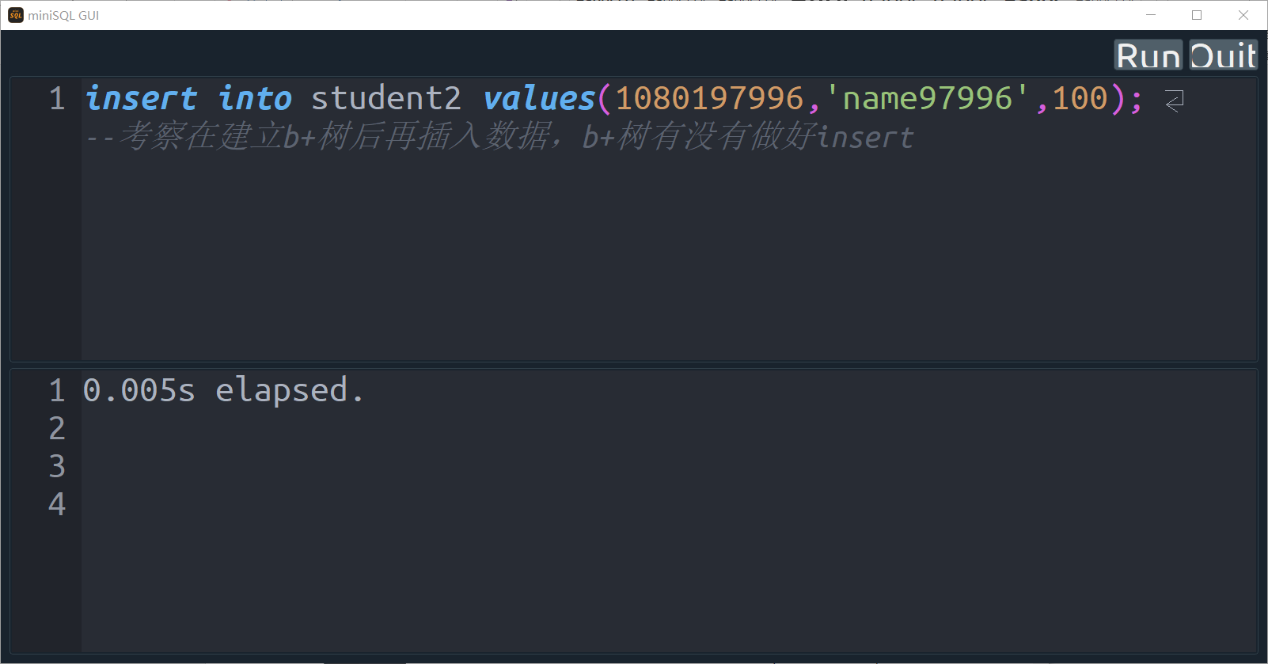 miniSQL GUI
Run Quit
1 insert into student2 values(1080197996,'name97996',100);
--考察在建立b+树后再插入数据，b+树有没有做好insert
1 0.005s elapsed.
2
3
4